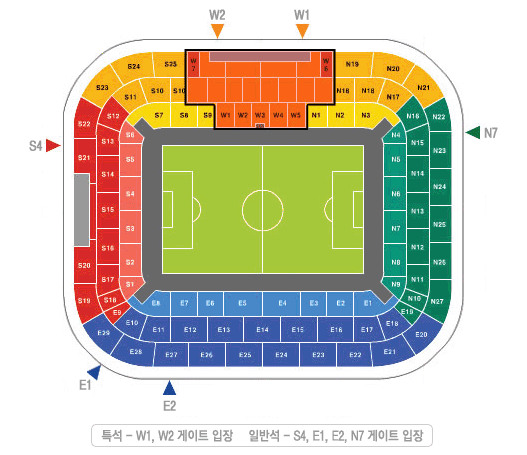 W2 W1
W7 W6
S24 S25 N19 N20
S23 S11 S10 S10 N18 N18 N17 N21
S22 S12 S7 S8 S9 W1 W2 W3 W4 W5 N1 N2 N3 N16 N22
S4 S21 S13 S6 N4 N15 N23 N7
S14 S5 N5 N24
S15 S4 N6 N14
S3 N7 N13 N25
S16 N12
S20 S2 N8 N26
S19 S18 S1 N9 N11 N10 N27
E9 E8 E7 E6 E5 E4 E3 E2 E1 E19
E29 E10 E11 E12 E13 E14 E15 E16 E17 E18 E20
E28 E27 E26 E25 E24 E23 E22 E21
E1 E2
특석 – W1, W2 게이트 입장 일반석 – S4, E1, E2, N7 게이트 입장